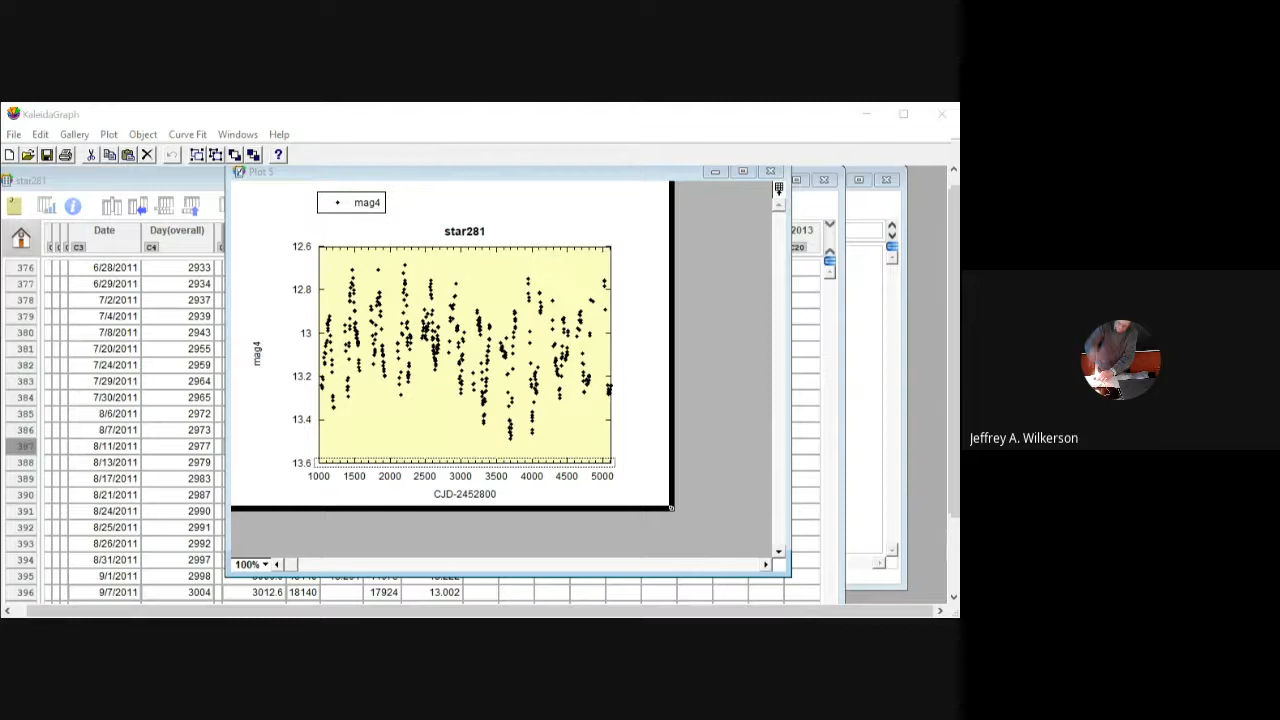 KaleidaGraph
File Edit Gallery Plot Object Curve Fit Windows Help
star281
Plot 5
Date Day(overall)
C3 C4
2013
C20
376 6/28/2011 2933
377 6/29/2011 2934
378 7/2/2011 2937
379 7/4/2011 2939
380 7/8/2011 2943
381 7/20/2011 2955
382 7/24/2011 2959
383 7/29/2011 2964
384 7/30/2011 2965
385 8/6/2011 2972
386 8/7/2011 2973
387 8/11/2011 2977
388 8/13/2011 2979
389 8/17/2011 2983
390 8/21/2011 2987
391 8/24/2011 2990
392 8/25/2011 2991
393 8/26/2011 2992
394 8/31/2011 2997
395 9/1/2011 2998
396 9/7/2011 3004 3012.6 18140 17924 13.002
mag4
star281
12.6
12.8
13
13.2
13.4
13.6
mag4
1000 1500 2000 2500 3000 3500 4000 4500 5000
CJD-2452800
100%
Jeffrey A. Wilkerson